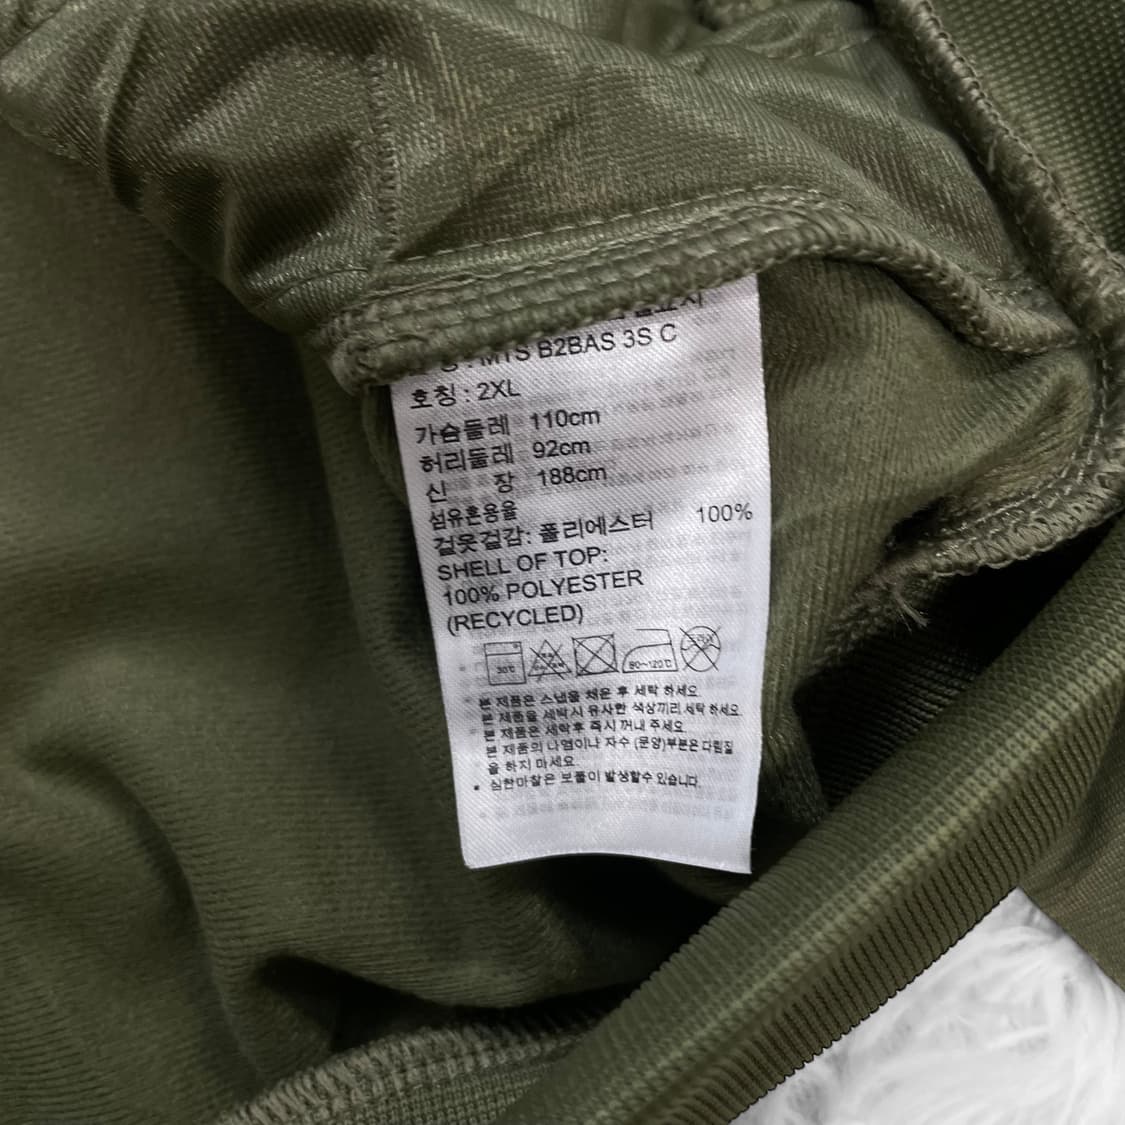 MTS B2BAS 3S C
호칭 : 2XL
가슴둘레 110cm
허리둘레 92cm
신 장 188cm
섬유혼용율
겉옷겉감: 폴리에스터 100%
SHELL OF TOP:
100% POLYESTER
(RECYCLED)
30℃ 80~120℃
본 제품은 스냅을 채운 후 세탁 하세요.
본 제품을 세탁시 유사한 색상끼리 세탁 하세요.
본 제품은 세탁후 즉시 꺼내 주세요.
본 제품의 나염이나 자수 (문양)부분은 다림질
을 하지 마세요.
• 심한마찰은 보풀이 발생할수 있습니다.